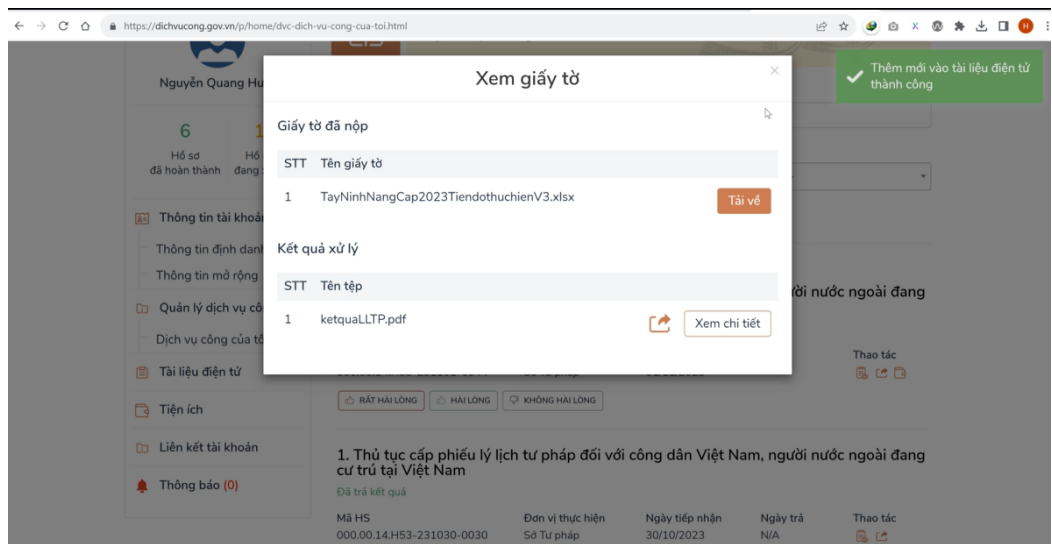 https://dichvucong.gov.vn/p/home/dvc-dich-vu-cong-cua-toi.html
Thêm mới vào tài liệu điện tử
thành công
Nguyễn Quang Hu
6
1
Hồ sơ
đã hoàn thành
Hồ
đang
Thông tin tài khoản
Thông tin định danh
Thông tin mở rộng
Quản lý dịch vụ cô
Dịch vụ công của tô
Tài liệu điện tử
Tiện ích
Liên kết tài khoản
Thông báo (0)
Xem giấy tờ
Giấy tờ đã nộp
STT Tên giấy tờ
1 TayNinhNangCap2023TiendothuchienV3.xlsx Tải về
Kết quả xử lý
STT Tên tệp
1 ketquaLLTP.pdf Xem chi tiết
ười nước ngoài đang
Thao tác
RẤT HÀI LÒNG HÀI LÒNG KHÔNG HÀI LÒNG
1. Thủ tục cấp phiếu lý lịch tư pháp đối với công dân Việt Nam, người nước ngoài đang
cư trú tại Việt Nam
Đã trả kết quả
Mã HS Đơn vị thực hiện Ngày tiếp nhận Ngày trả Thao tác
000.00.14.H53-231030-0030 Sở Tư pháp 30/10/2023 N/A